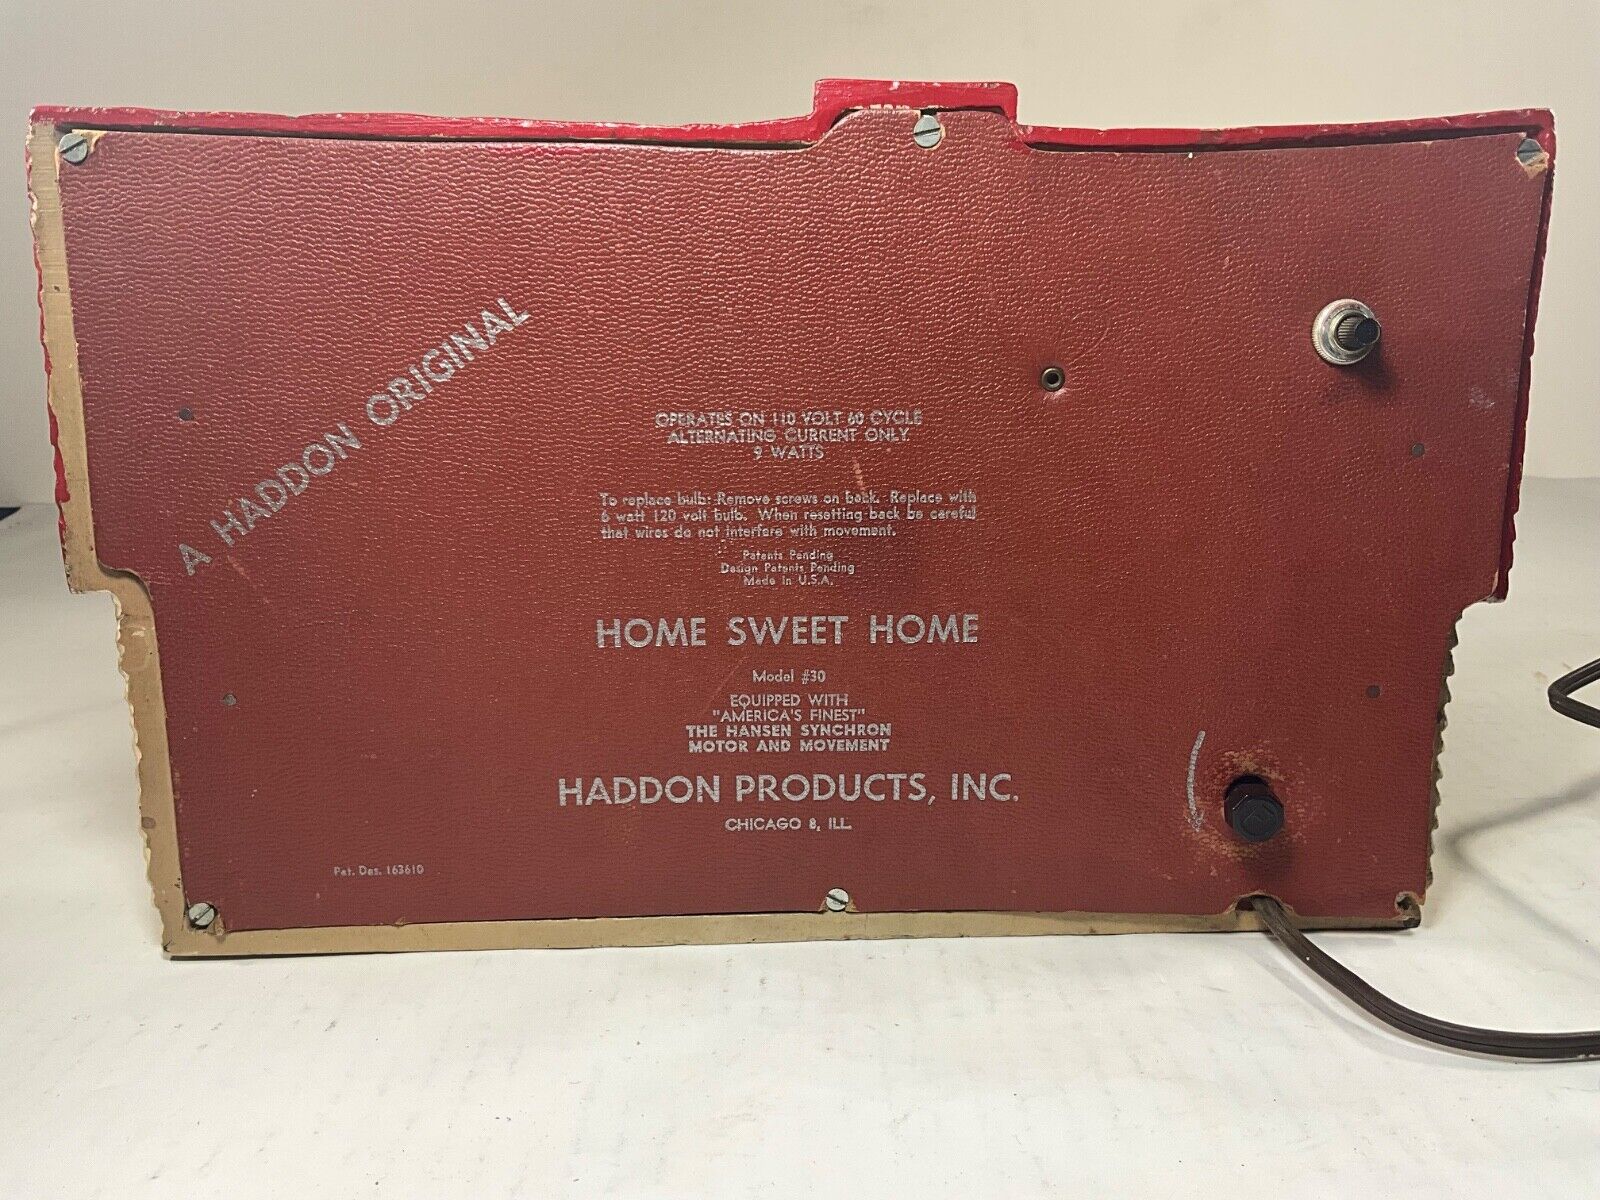 A HADDON ORIGINAL
OPERATES ON 110 VOLT 60 CYCLE
ALTERNATING CURRENT ONLY.
9 WATTS
To replace bulb: Remove screws on back. Replace with
6 watt 120 volt bulb. When resetting back be careful
that wires do not interfere with movement.
Patents Pending
Design Patents Pending
Made in U.S.A.
HOME SWEET HOME
Model #30
EQUIPPED WITH
"AMERICA'S FINEST"
THE HANSEN SYNCHRON
MOTOR AND MOVEMENT
HADDON PRODUCTS, INC.
CHICAGO 8, ILL.
Pat. Des. 163610